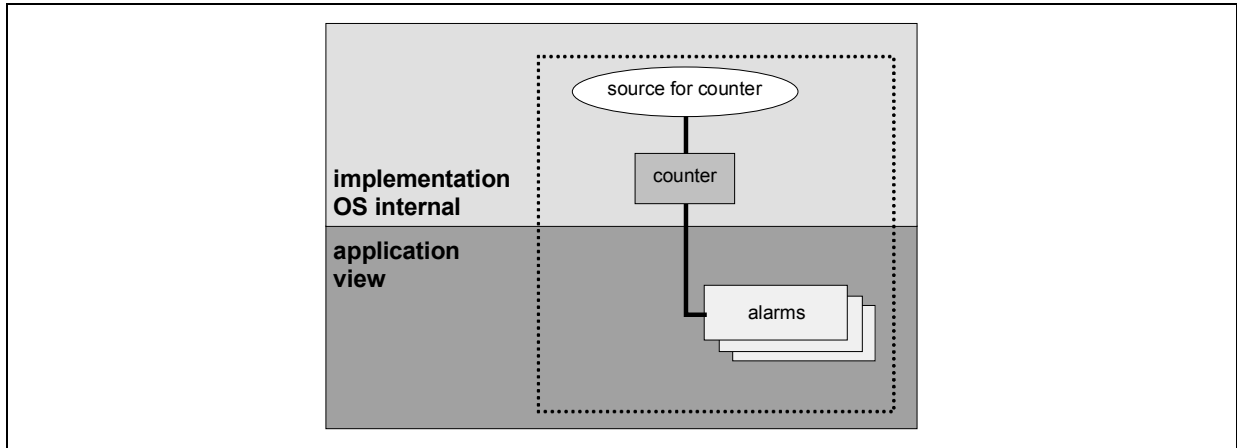 source for counter
counter
implementation
OS internal
application
view
alarms